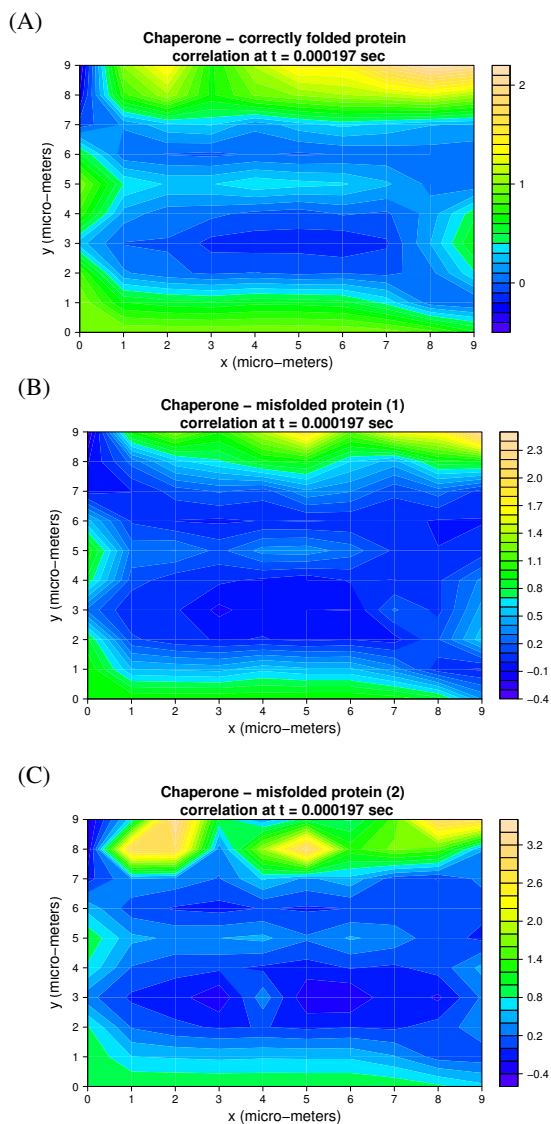 (A)
Chaperone − correctly folded protein
correlation at t = 0.000197 sec
9
8
7
6
5
4
3
2
1
0
y (micro−meters)
0 1 2 3 4 5 6 7 8 9
x (micro−meters)
2
1
0
(B)
Chaperone − misfolded protein (1)
correlation at t = 0.000197 sec
9
8
7
6
5
4
3
2
1
0
y (micro−meters)
0 1 2 3 4 5 6 7 8 9
x (micro−meters)
2.3
2.0
1.7
1.4
1.1
0.8
0.5
0.2
−0.1
−0.4
(C)
Chaperone − misfolded protein (2)
correlation at t = 0.000197 sec
9
8
7
6
5
4
3
2
1
0
y (micro−meters)
0 1 2 3 4 5 6 7 8 9
x (micro−meters)
3.2
2.8
2.4
2.0
1.6
1.2
0.8
0.4
0.0
−0.4